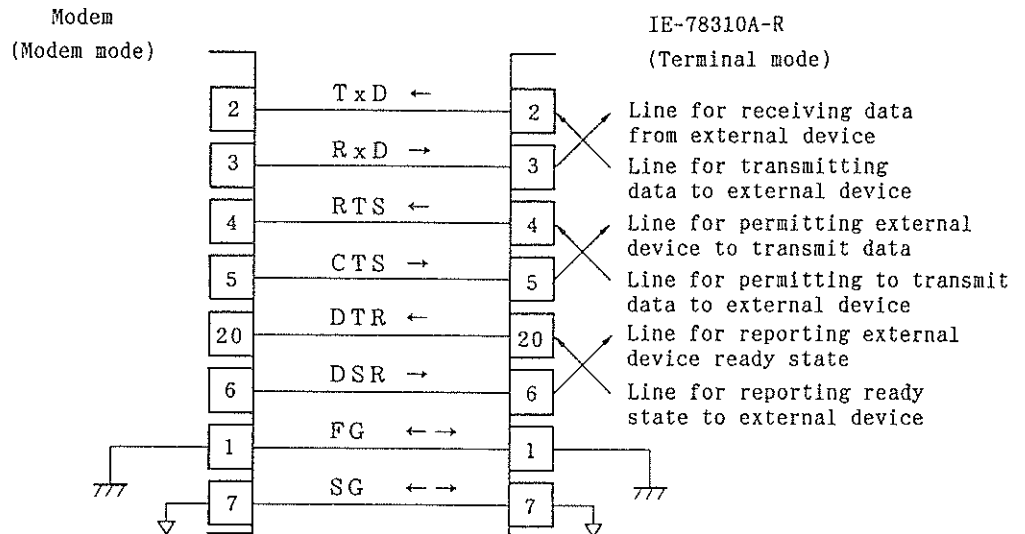 Modem
(Modem mode)
IE-78310A-R
(Terminal mode)
2 TxD ← 2
3 RxD → 3
4 RTS ← 4
5 CTS → 5
20 DTR ← 20
6 DSR → 6
1 FG ←→ 1
7 SG ←→ 7
Line for receiving data
from external device
Line for transmitting
data to external device
Line for permitting external
device to transmit data
Line for permitting to transmit
data to external device
Line for reporting external
device ready state
Line for reporting ready
state to external device